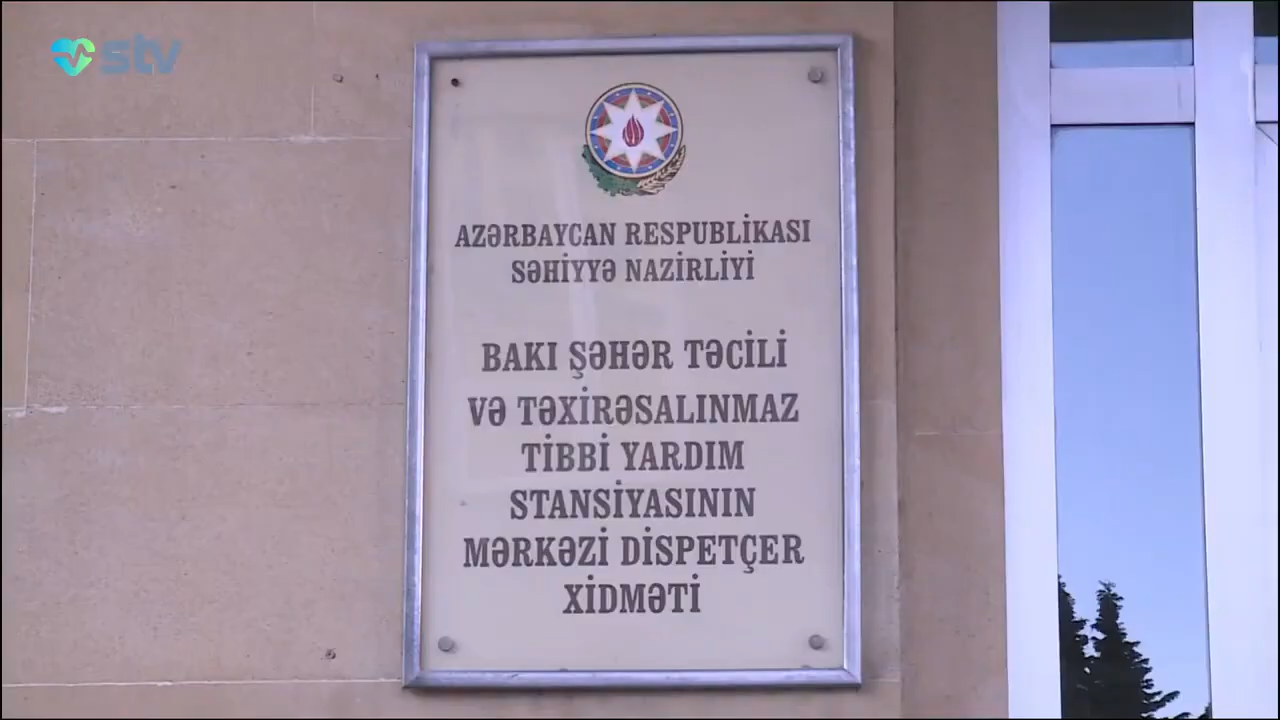 stv
AZƏRBAYCAN RESPUBLİKASI
SƏHİYYƏ NAZİRLİYİ
BAKI ŞƏHƏR TƏCİLİ
VƏ TƏXİRƏSALINMAZ
TİBBİ YARDIM
STANSİYASININ
MƏRKƏZİ DİSPETÇER
XİDMƏTİ